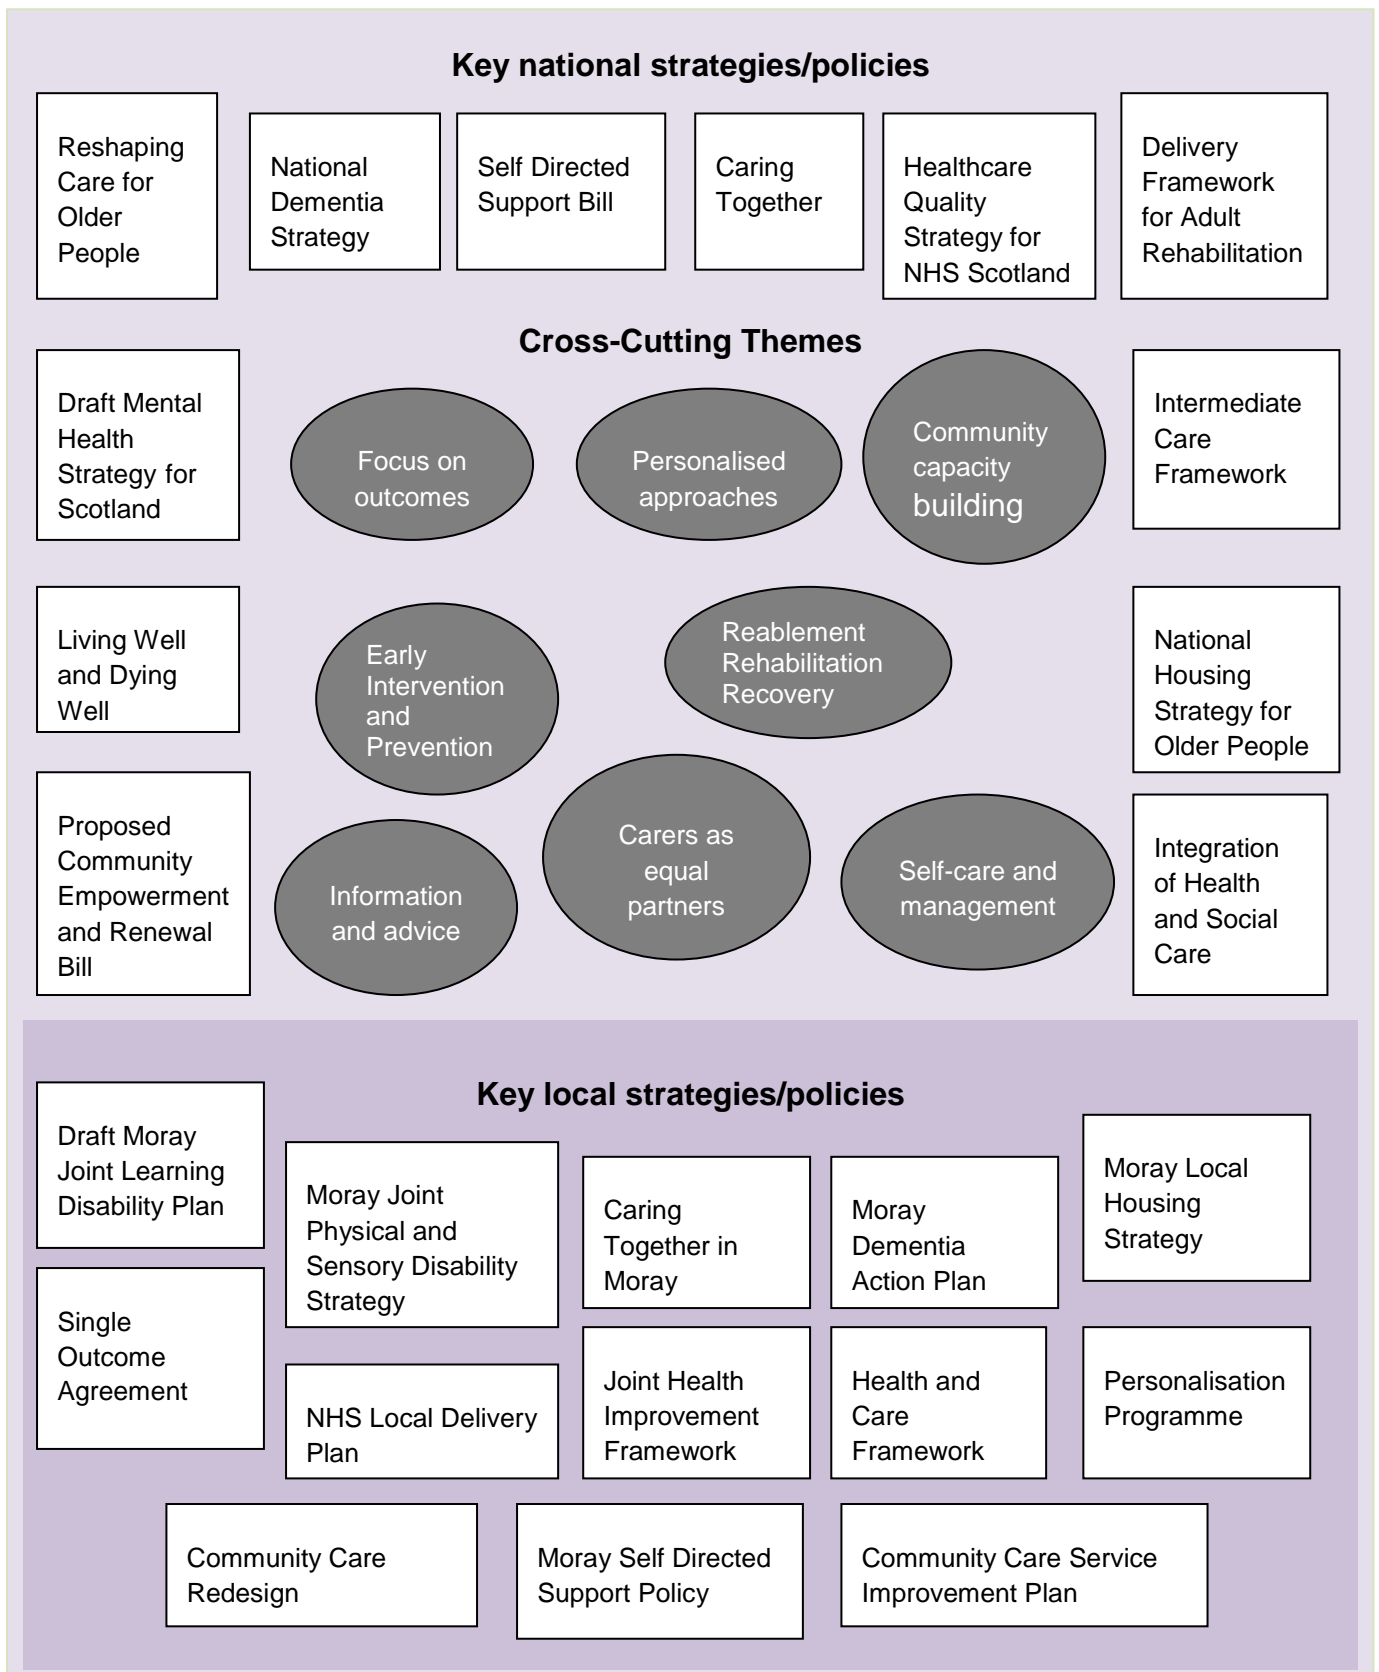 Key national strategies/policies
Reshaping
Care for
Older
People
National
Dementia
Strategy
Self Directed
Support Bill
Caring
Together
Healthcare
Quality
Strategy for
NHS Scotland
Delivery
Framework
for Adult
Rehabilitation
Cross-Cutting Themes
Draft Mental
Health
Strategy for
Scotland
Focus on
outcomes
Personalised
approaches
Community
capacity
building
Intermediate
Care
Framework
Living Well
and Dying
Well
Early
Intervention
and
Prevention
Reablement
Rehabilitation
Recovery
National
Housing
Strategy for
Older People
Proposed
Community
Empowerment
and Renewal
Bill
Information
and advice
Carers as
equal
partners
Self-care and
management
Integration
of Health
and Social
Care
Key local strategies/policies
Draft Moray
Joint Learning
Disability Plan
Moray Joint
Physical and
Sensory Disability
Strategy
Caring
Together in
Moray
Moray
Dementia
Action Plan
Moray Local
Housing
Strategy
Single
Outcome
Agreement
NHS Local Delivery
Plan
Joint Health
Improvement
Framework
Health and
Care
Framework
Personalisation
Programme
Community Care
Redesign
Moray Self Directed
Support Policy
Community Care Service
Improvement Plan